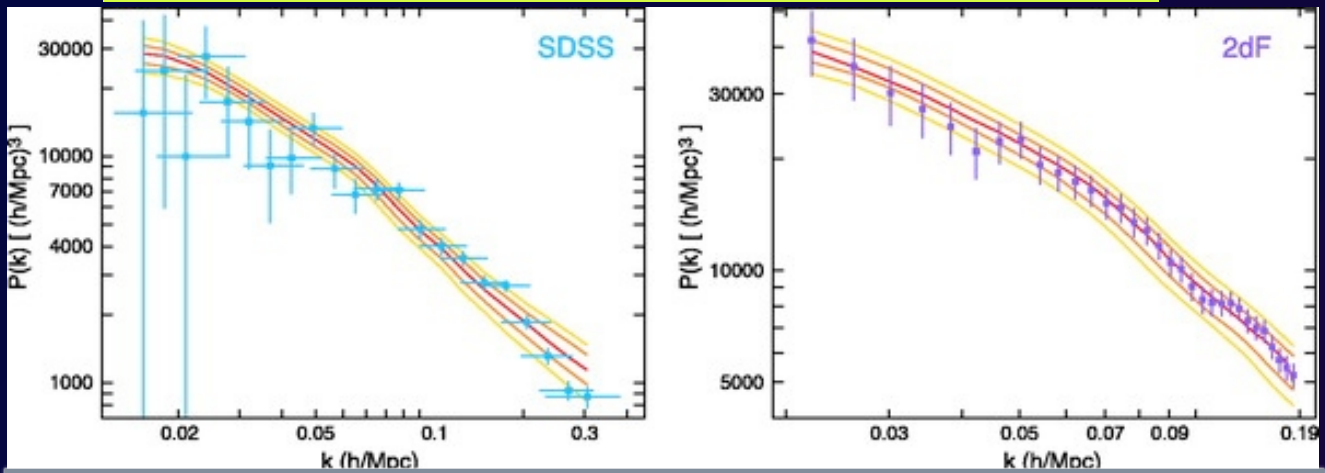 SDSS
30000
10000
7000
4000
1000
P(k) [ (h/Mpc)³ ]
0.02 0.05 0.1 0.3
k (h/Mpc)
2dF
30000
10000
5000
P(k) [ (h/Mpc)³ ]
0.03 0.05 0.07 0.09 0.19
k (h/Mpc)